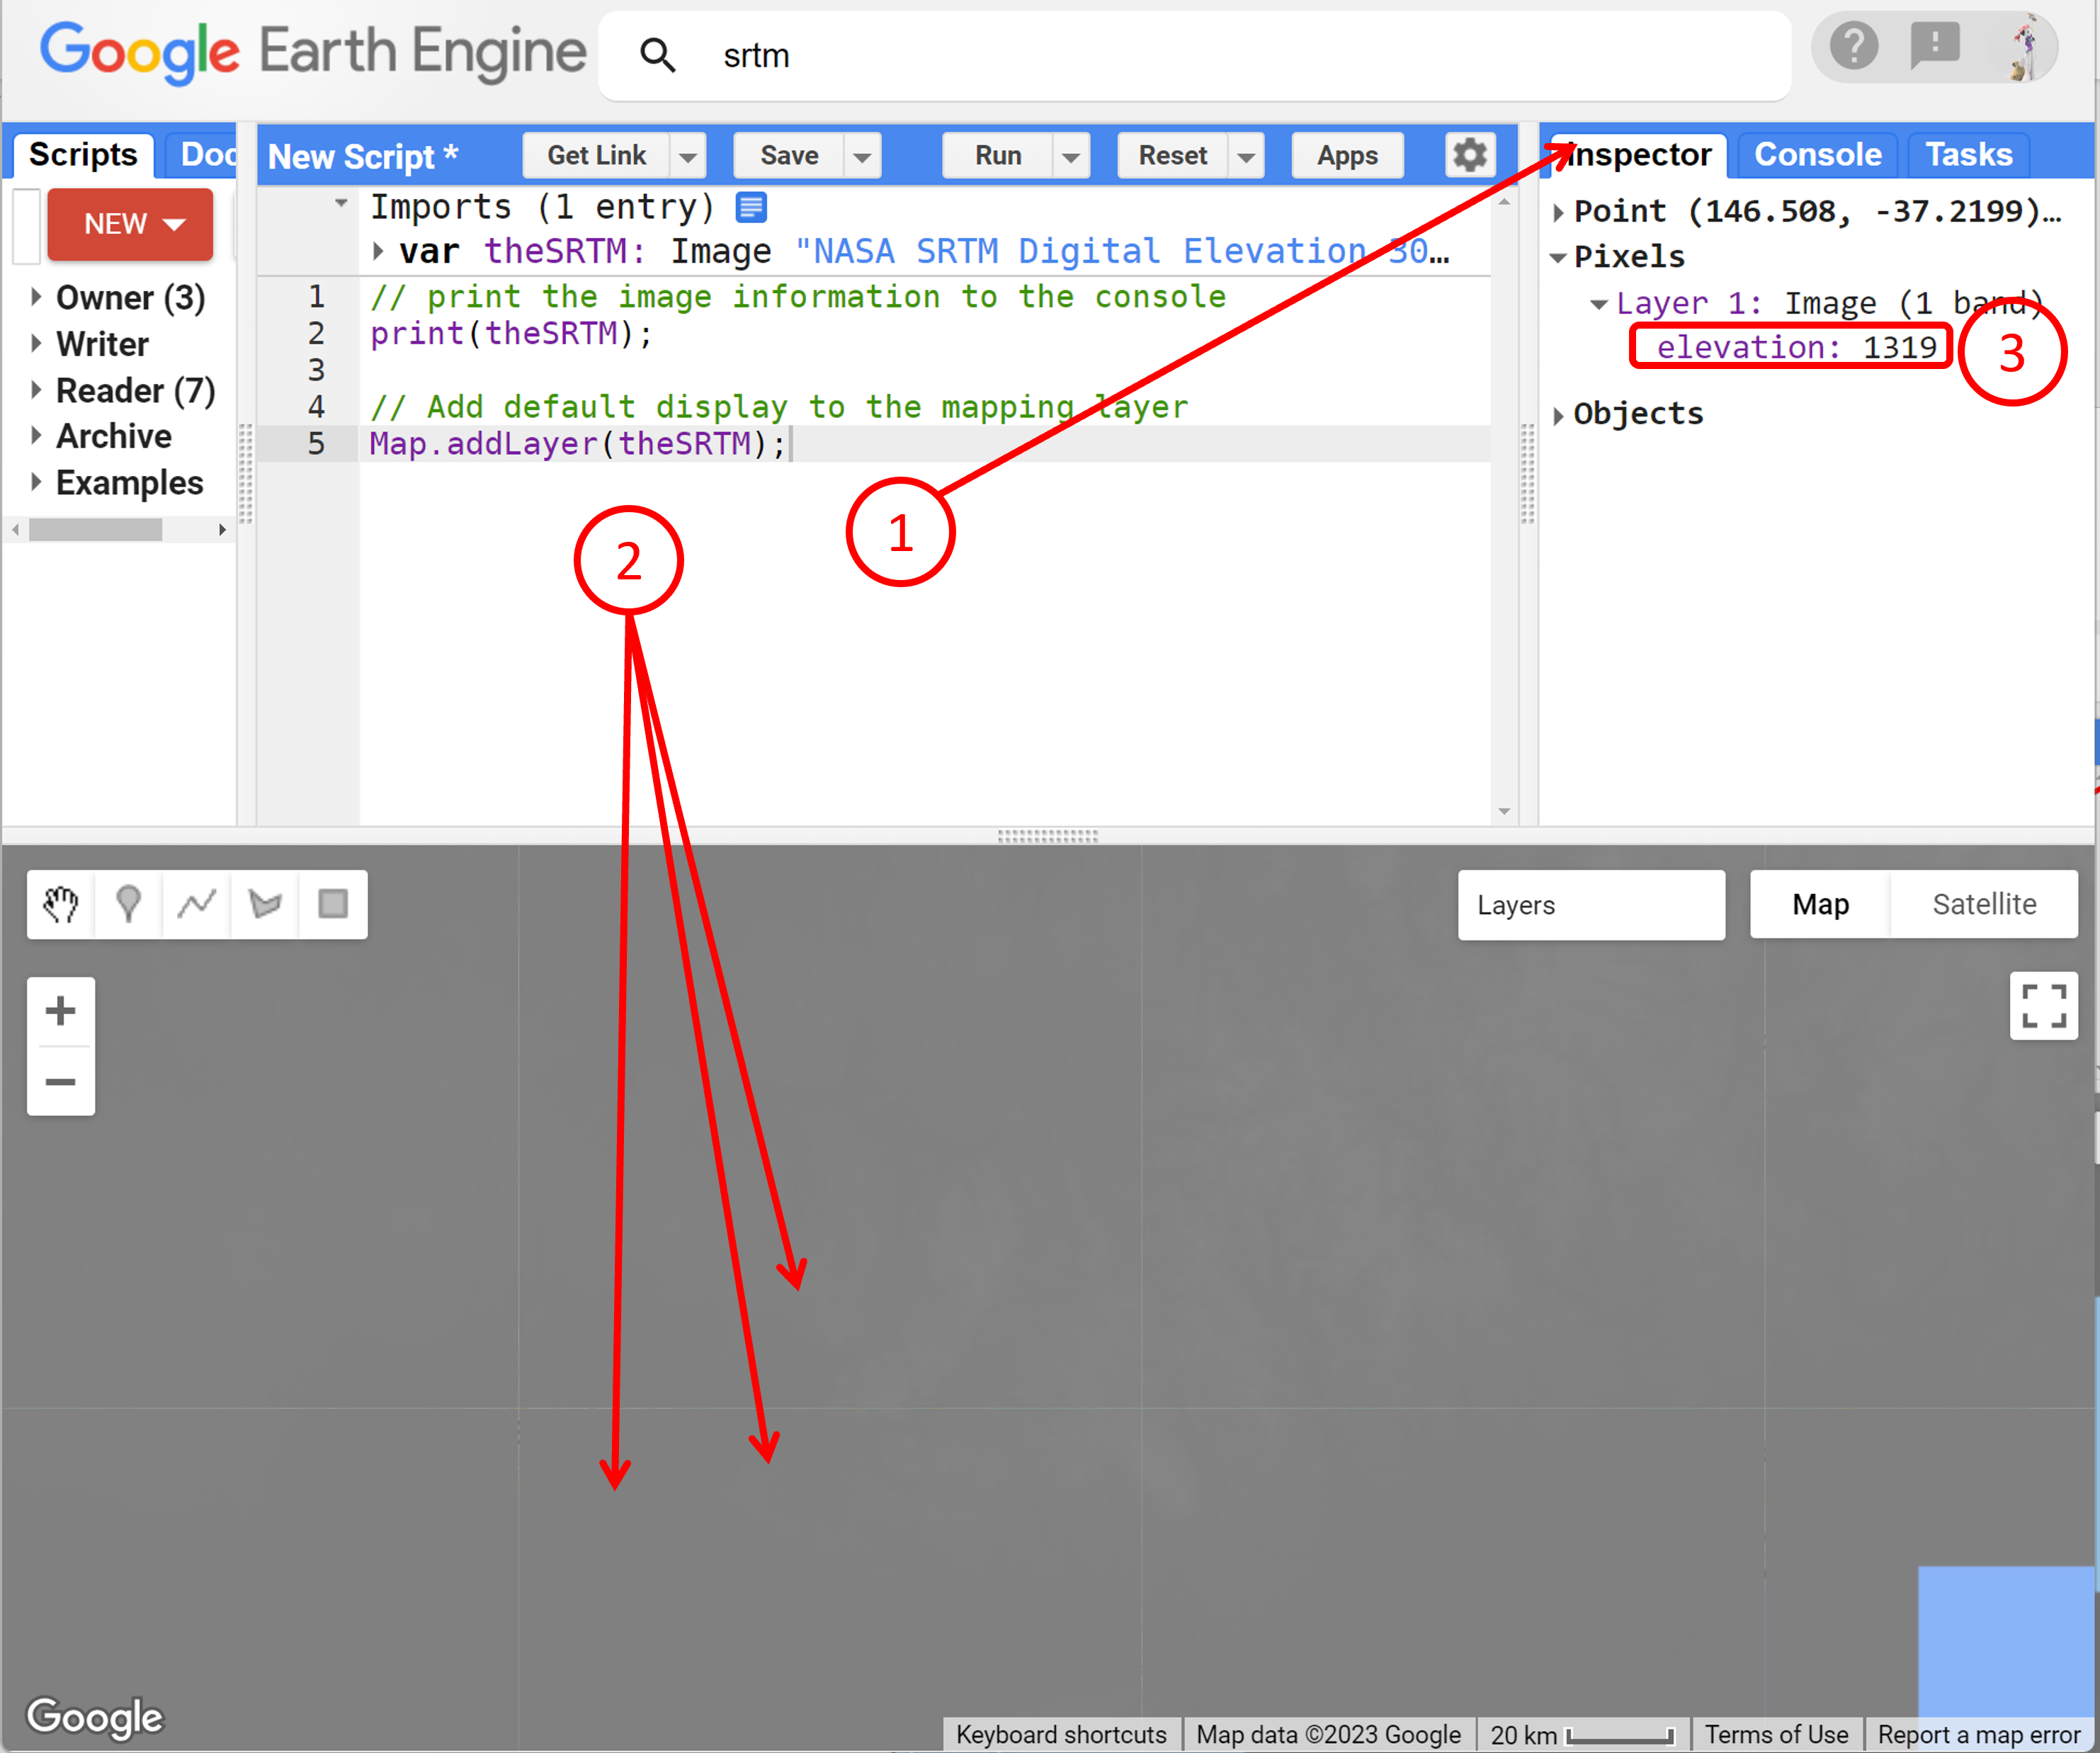 Google Earth Engine
srtm
Scripts
Doc
New Script *
Get Link
Save
Run
Reset
Apps
Inspector
Console
Tasks
NEW
Owner (3)
Writer
Reader (7)
Archive
Examples
Imports (1 entry)
var theSRTM: Image "NASA SRTM Digital Elevation 30…
1 // print the image information to the console
2 print(theSRTM);
3
4 // Add default display to the mapping layer
5 Map.addLayer(theSRTM);
Point (146.508, -37.2199)…
Pixels
Layer 1: Image (1 band)
elevation: 1319
3
Objects
1
2
Layers
Map
Satellite
+
−
Google
Keyboard shortcuts
Map data ©2023 Google
20 km
Terms of Use
Report a map error